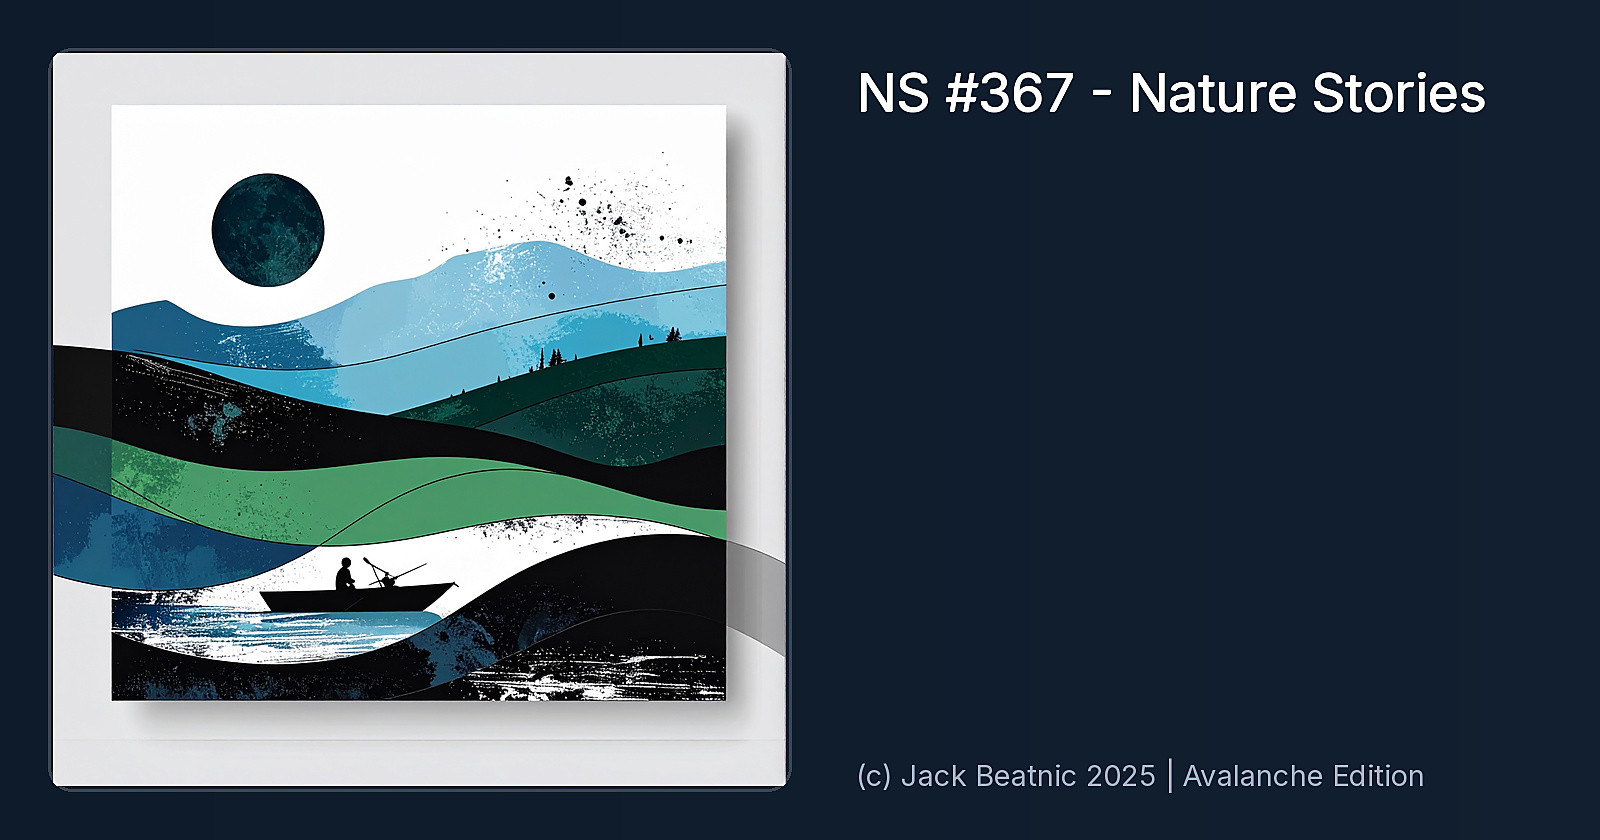 NS #367 - Nature Stories
(c) Jack Beatnic 2025 | Avalanche Edition